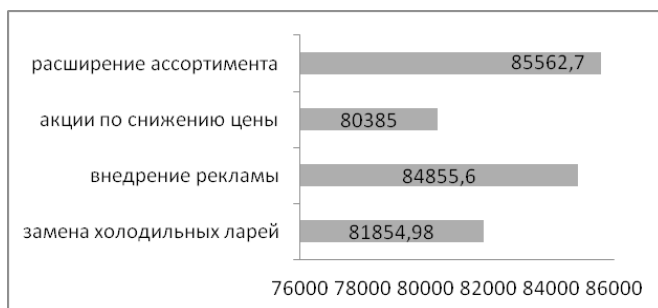 расширение ассортимента 85562,7
акции по снижению цены 80385
внедрение рекламы 84855,6
замена холодильных ларей 81854,98
76000 78000 80000 82000 84000 86000